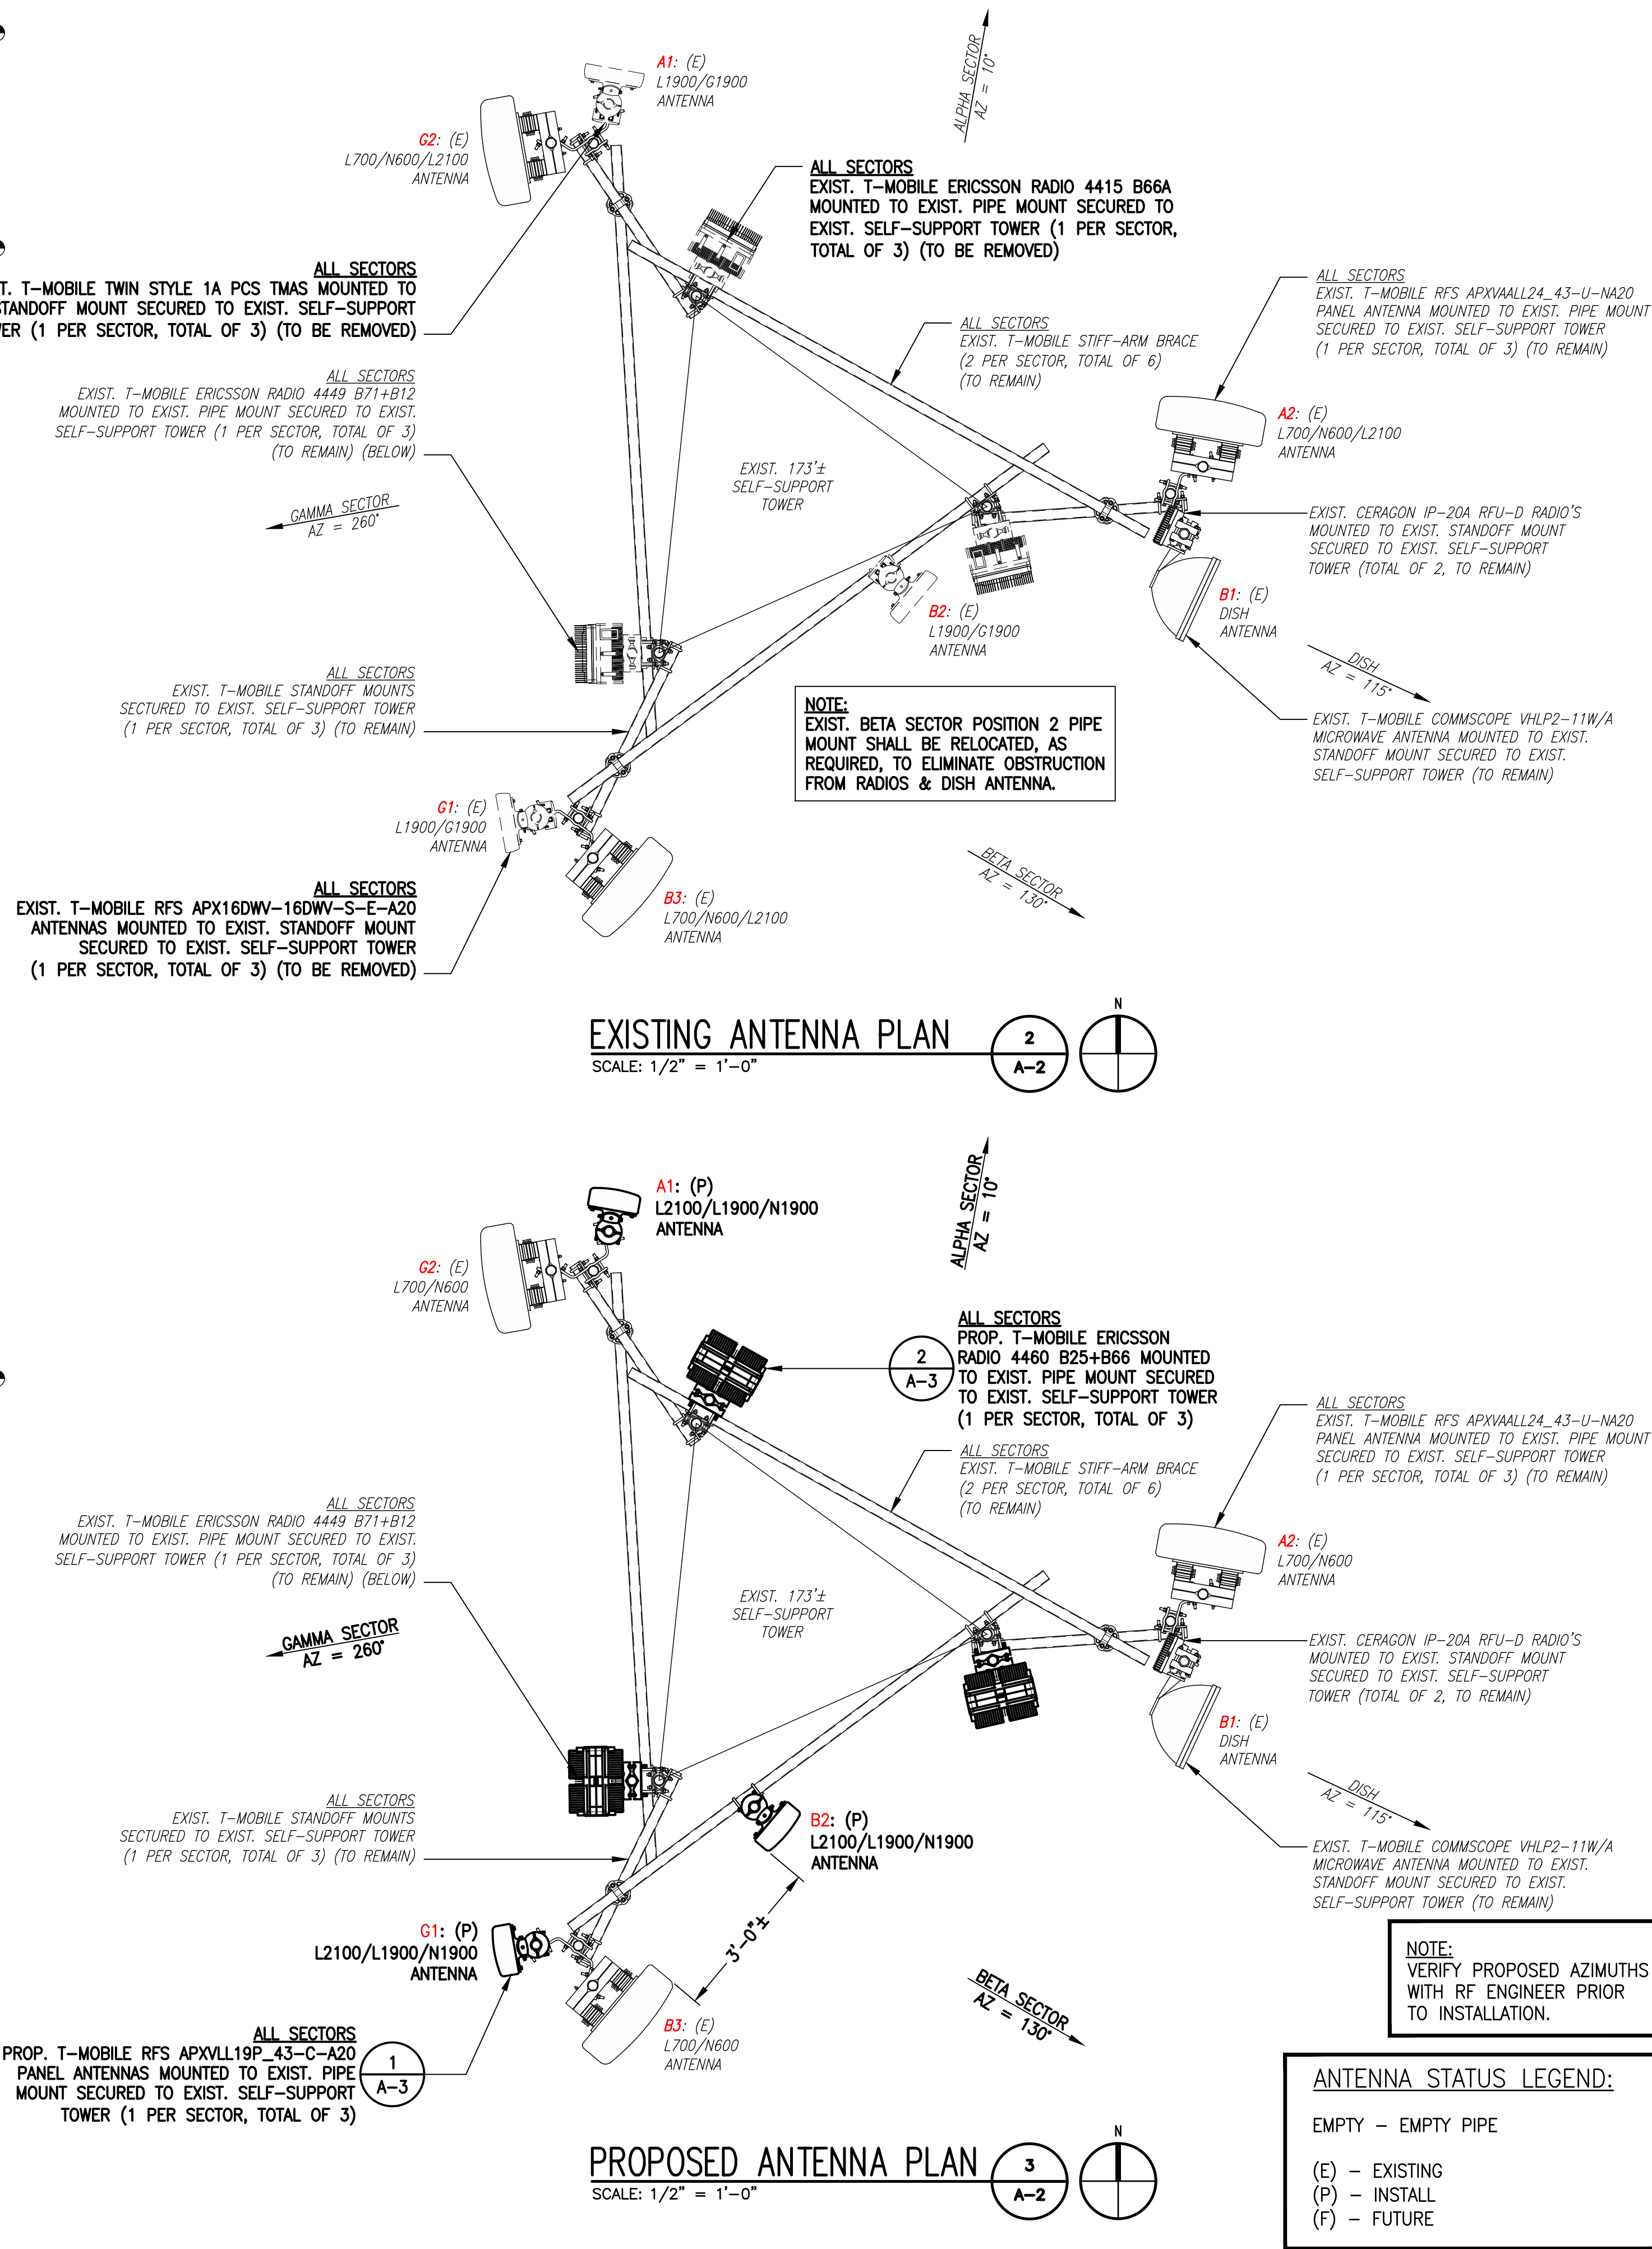 A1: (E)
L1900/G1900
ANTENNA
ALPHA SECTOR
AZ = 10°
G2: (E)
L700/N600/L2100
ANTENNA
ALL SECTORS
EXIST. T-MOBILE ERICSSON RADIO 4415 B66A
MOUNTED TO EXIST. PIPE MOUNT SECURED TO
EXIST. SELF-SUPPORT TOWER (1 PER SECTOR,
TOTAL OF 3) (TO BE REMOVED)
ALL SECTORS
T. T-MOBILE TWIN STYLE 1A PCS TMAS MOUNTED TO
STANDOFF MOUNT SECURED TO EXIST. SELF-SUPPORT
ER (1 PER SECTOR, TOTAL OF 3) (TO BE REMOVED)
ALL SECTORS
EXIST. T-MOBILE RFS APXVAALL24_43-U-NA20
PANEL ANTENNA MOUNTED TO EXIST. PIPE MOUNT
SECURED TO EXIST. SELF-SUPPORT TOWER
(1 PER SECTOR, TOTAL OF 3) (TO REMAIN)
ALL SECTORS
EXIST. T-MOBILE STIFF-ARM BRACE
(2 PER SECTOR, TOTAL OF 6)
(TO REMAIN)
ALL SECTORS
EXIST. T-MOBILE ERICSSON RADIO 4449 B71+B12
MOUNTED TO EXIST. PIPE MOUNT SECURED TO EXIST.
SELF-SUPPORT TOWER (1 PER SECTOR, TOTAL OF 3)
(TO REMAIN) (BELOW)
A2: (E)
L700/N600/L2100
ANTENNA
EXIST. 173'±
SELF-SUPPORT
TOWER
GAMMA SECTOR
AZ = 260°
EXIST. CERAGON IP-20A RFU-D RADIO'S
MOUNTED TO EXIST. STANDOFF MOUNT
SECURED TO EXIST. SELF-SUPPORT
TOWER (TOTAL OF 2, TO REMAIN)
B2: (E)
L1900/G1900
ANTENNA
B1: (E)
DISH
ANTENNA
DISH
AZ = 115°
ALL SECTORS
EXIST. T-MOBILE STANDOFF MOUNTS
SECTURED TO EXIST. SELF-SUPPORT TOWER
(1 PER SECTOR, TOTAL OF 3) (TO REMAIN)
NOTE:
EXIST. BETA SECTOR POSITION 2 PIPE
MOUNT SHALL BE RELOCATED, AS
REQUIRED, TO ELIMINATE OBSTRUCTION
FROM RADIOS & DISH ANTENNA.
EXIST. T-MOBILE COMMSCOPE VHLP2-11W/A
MICROWAVE ANTENNA MOUNTED TO EXIST.
STANDOFF MOUNT SECURED TO EXIST.
SELF-SUPPORT TOWER (TO REMAIN)
G1: (E)
L1900/G1900
ANTENNA
BETA SECTOR
AZ = 130°
B3: (E)
L700/N600/L2100
ANTENNA
ALL SECTORS
EXIST. T-MOBILE RFS APX16DWV-16DWV-S-E-A20
ANTENNAS MOUNTED TO EXIST. STANDOFF MOUNT
SECURED TO EXIST. SELF-SUPPORT TOWER
(1 PER SECTOR, TOTAL OF 3) (TO BE REMOVED)
EXISTING ANTENNA PLAN
SCALE: 1/2" = 1'-0"
2
A-2
N
A1: (P)
L2100/L1900/N1900
ANTENNA
ALPHA SECTOR
AZ = 10°
G2: (E)
L700/N600
ANTENNA
ALL SECTORS
PROP. T-MOBILE ERICSSON
RADIO 4460 B25+B66 MOUNTED
TO EXIST. PIPE MOUNT SECURED
TO EXIST. SELF-SUPPORT TOWER
(1 PER SECTOR, TOTAL OF 3)
2
A-3
ALL SECTORS
EXIST. T-MOBILE RFS APXVAALL24_43-U-NA20
PANEL ANTENNA MOUNTED TO EXIST. PIPE MOUNT
SECURED TO EXIST. SELF-SUPPORT TOWER
(1 PER SECTOR, TOTAL OF 3) (TO REMAIN)
ALL SECTORS
EXIST. T-MOBILE STIFF-ARM BRACE
(2 PER SECTOR, TOTAL OF 6)
(TO REMAIN)
ALL SECTORS
EXIST. T-MOBILE ERICSSON RADIO 4449 B71+B12
MOUNTED TO EXIST. PIPE MOUNT SECURED TO EXIST.
SELF-SUPPORT TOWER (1 PER SECTOR, TOTAL OF 3)
(TO REMAIN) (BELOW)
A2: (E)
L700/N600
ANTENNA
EXIST. 173'±
SELF-SUPPORT
TOWER
GAMMA SECTOR
AZ = 260°
EXIST. CERAGON IP-20A RFU-D RADIO'S
MOUNTED TO EXIST. STANDOFF MOUNT
SECURED TO EXIST. SELF-SUPPORT
TOWER (TOTAL OF 2, TO REMAIN)
B1: (E)
DISH
ANTENNA
DISH
AZ = 115°
ALL SECTORS
EXIST. T-MOBILE STANDOFF MOUNTS
SECTURED TO EXIST. SELF-SUPPORT TOWER
(1 PER SECTOR, TOTAL OF 3) (TO REMAIN)
B2: (P)
L2100/L1900/N1900
ANTENNA
EXIST. T-MOBILE COMMSCOPE VHLP2-11W/A
MICROWAVE ANTENNA MOUNTED TO EXIST.
STANDOFF MOUNT SECURED TO EXIST.
SELF-SUPPORT TOWER (TO REMAIN)
G1: (P)
L2100/L1900/N1900
ANTENNA
3'-0"±
NOTE:
VERIFY PROPOSED AZIMUTHS
WITH RF ENGINEER PRIOR
TO INSTALLATION.
BETA SECTOR
AZ = 130°
B3: (E)
L700/N600
ANTENNA
ALL SECTORS
PROP. T-MOBILE RFS APXVLL19P_43-C-A20
PANEL ANTENNAS MOUNTED TO EXIST. PIPE
MOUNT SECURED TO EXIST. SELF-SUPPORT
TOWER (1 PER SECTOR, TOTAL OF 3)
1
A-3
ANTENNA STATUS LEGEND:
EMPTY - EMPTY PIPE
(E) - EXISTING
(P) - INSTALL
(F) - FUTURE
PROPOSED ANTENNA PLAN
SCALE: 1/2" = 1'-0"
3
A-2
N